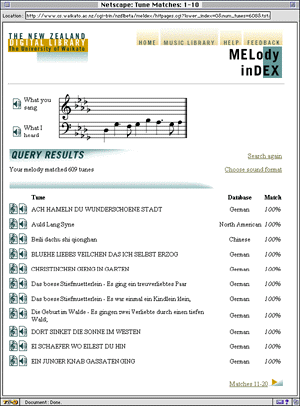 Netscape: Tune Matches: 1-10
Location: http://www.cs.waikato.ac.nz/cgi-bin/nzdlbeta/meldex/httpages.cgi?lower_index=0&num_tunes=608&txt
THE NEW ZEALAND
DIGITAL LIBRARY
The University of Waikato
HOME MUSIC LIBRARY HELP FEEDBACK
MELody
inDEX
What you
sang
What I
heard
QUERY RESULTS
Search again
Your melody matched 609 tunes
Choose sound format
Tune Database Match
ACH HAMELN DU WUNDERSCHOENE STADT German 100%
Auld Lang Syne North American 100%
Beili dachu shi qionghan Chinese 100%
BLUEHE LIEBES VEILCHEN DAS ICH SELBST ERZOG German 100%
CHRISTINCHEN GENG IN GARTEN German 100%
Das boese Stiefmuetterlein - Es ging ein treuverliebtes Paar German 100%
Das boese Stiefmuetterlein - Es war einmal ein Kindlein klein, German 100%
Die Geburt im Walde - Es gingen zwei Verliebte durch einen tiefen
Wald, German 100%
DORT SINKET DIE SONNE IM WESTEN German 100%
EI SCHAEFER WO EILEST DU HIN German 100%
EIN JUNGER KNAB GASSATEN GING German 100%
Matches 11-20
Document : Done.